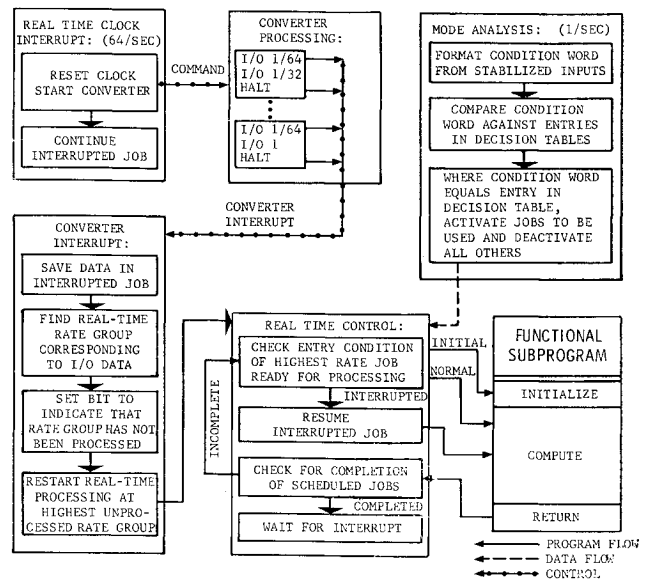 REAL TIME CLOCK
INTERRUPT: (64/SEC)
RESET CLOCK
START CONVERTER
CONTINUE
INTERRUPTED JOB
COMMAND
CONVERTER
PROCESSING:
I/O 1/64
I/O 1/32
HALT
I/O 1/64
I/O 1
HALT
CONVERTER
INTERRUPT
MODE ANALYSIS: (1/SEC)
FORMAT CONDITION WORD
FROM STABILIZED INPUTS
COMPARE CONDITION
WORD AGAINST ENTRIES
IN DECISION TABLES
WHERE CONDITION WORD
EQUALS ENTRY IN
DECISION TABLE,
ACTIVATE JOBS TO BE
USED AND DEACTIVATE
ALL OTHERS
CONVERTER
INTERRUPT:
SAVE DATA IN
INTERRUPTED JOB
FIND REAL-TIME
RATE GROUP
CORRESPONDING
TO I/O DATA
SET BIT TO
INDICATE THAT
RATE GROUP HAS NOT
BEEN PROCESSED
RESTART REAL-TIME
PROCESSING AT
HIGHEST UNPRO-
CESSED RATE GROUP
REAL TIME CONTROL:
CHECK ENTRY CONDITION
OF HIGHEST RATE JOB
READY FOR PROCESSING
INITIAL
NORMAL
INTERRUPTED
RESUME
INTERRUPTED JOB
INCOMPLETE
CHECK FOR COMPLETION
OF SCHEDULED JOBS
COMPLETED
WAIT FOR INTERRUPT
FUNCTIONAL
SUBPROGRAM
INITIALIZE
COMPUTE
RETURN
PROGRAM FLOW
DATA FLOW
CONTROL